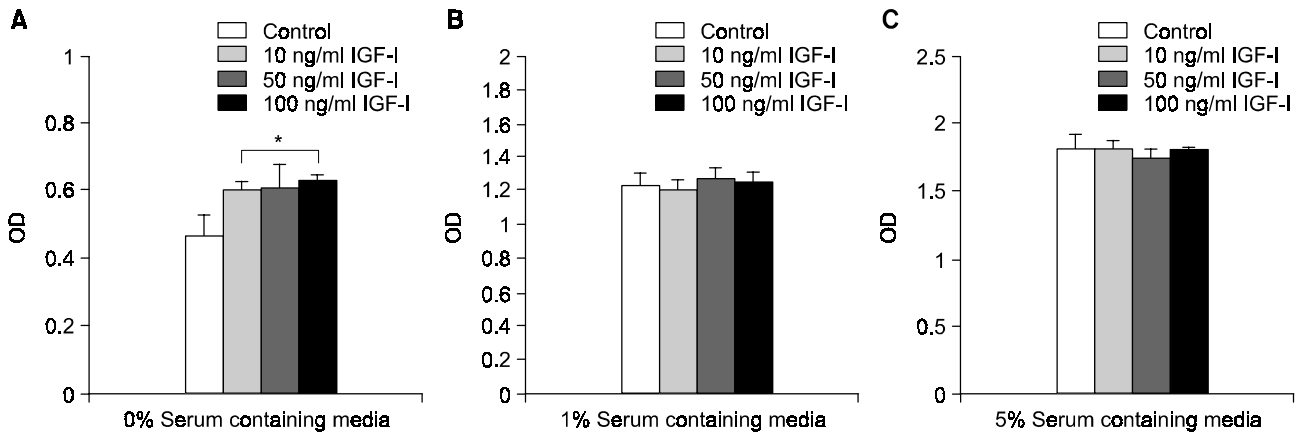 A
Control
10 ng/ml IGF-I
50 ng/ml IGF-I
100 ng/ml IGF-I
1
0.8
0.6
0.4
0.2
0
OD
*
0% Serum containing media
B
Control
10 ng/ml IGF-I
50 ng/ml IGF-I
100 ng/ml IGF-I
2
1.8
1.6
1.4
1.2
1
0.8
0.6
0.4
0.2
0
OD
1% Serum containing media
C
Control
10 ng/ml IGF-I
50 ng/ml IGF-I
100 ng/ml IGF-I
2.5
2
1.5
1
0.5
0
OD
5% Serum containing media